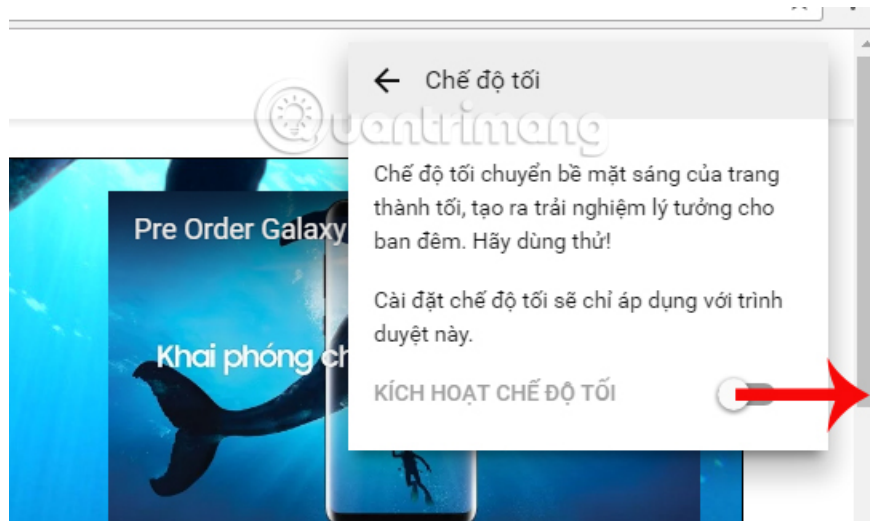 Chế độ tối
Quantrimang
Chế độ tối chuyển bề mặt sáng của trang
thành tối, tạo ra trải nghiệm lý tưởng cho
ban đêm. Hãy dùng thử!
Pre Order Galaxy
Cài đặt chế độ tối sẽ chỉ áp dụng với trình
duyệt này.
Khai phóng ch
KÍCH HOẠT CHẾ ĐỘ TỐI